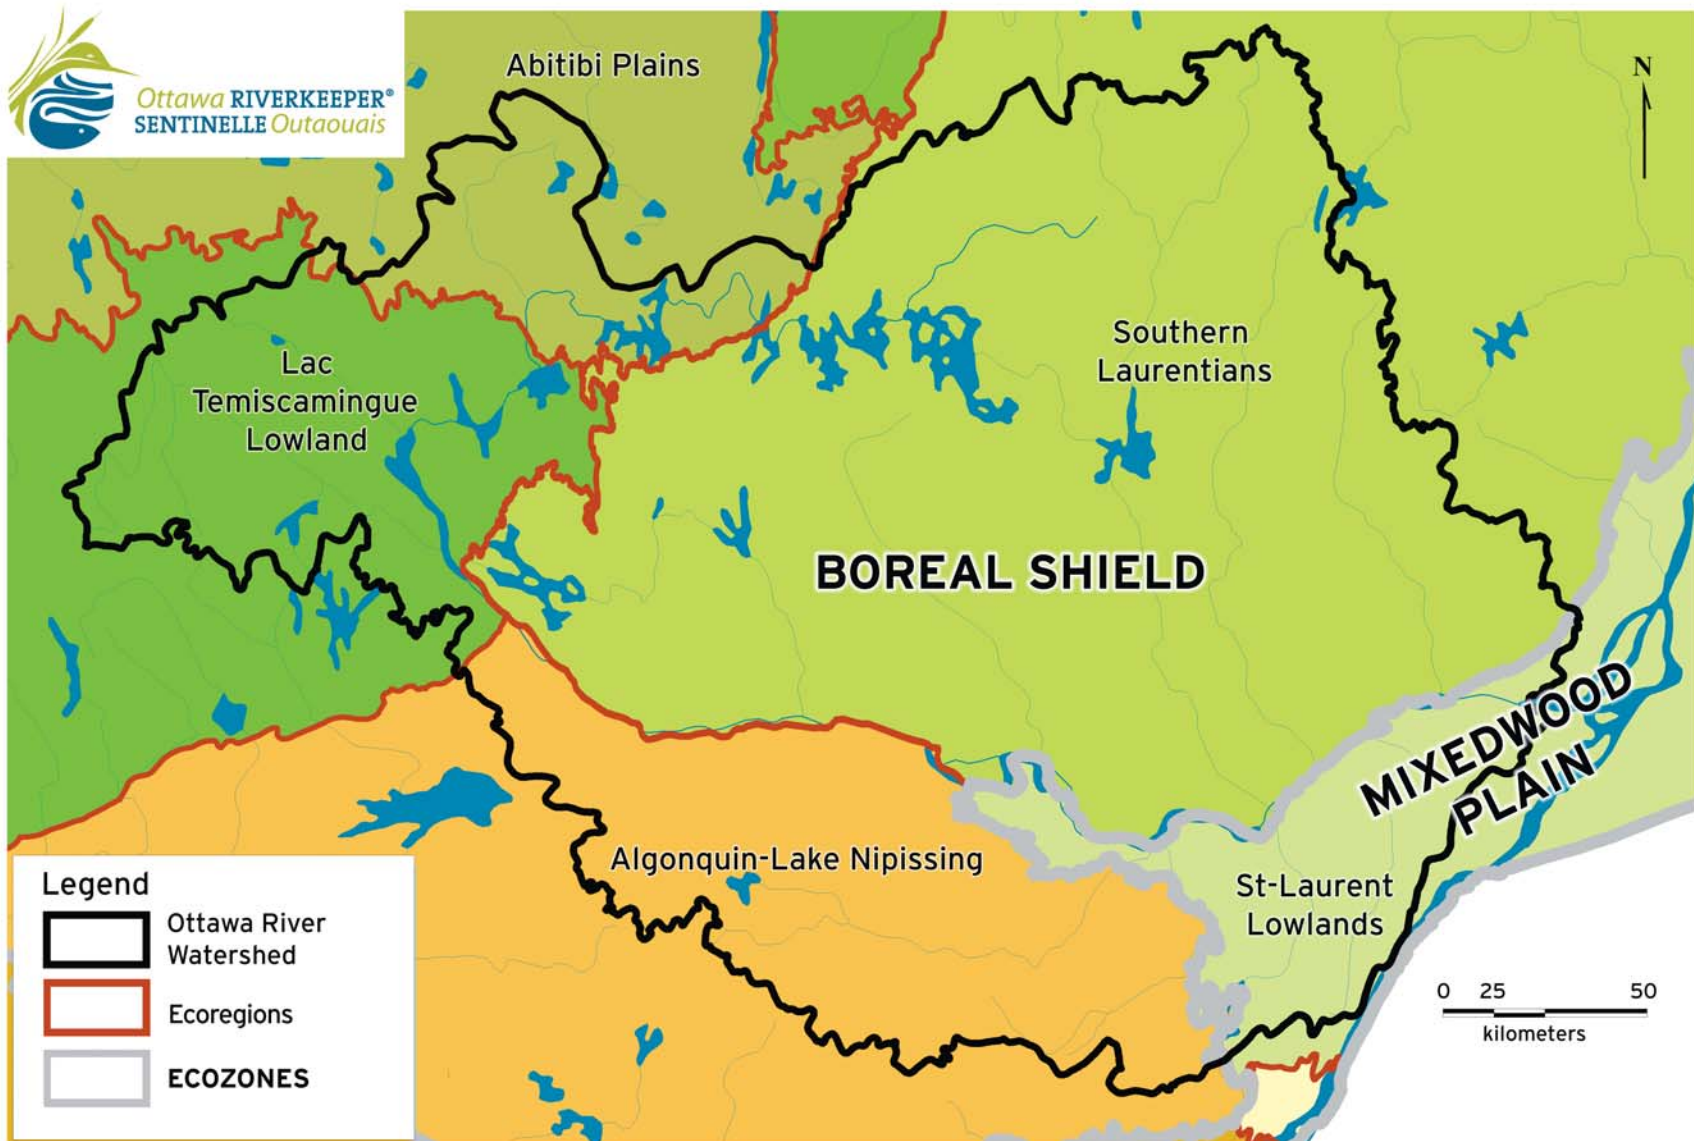 Ottawa RIVERKEEPER®
SENTINELLE Outaouais
Abitibi Plains
N
Southern
Laurentians
Lac
Temiscamingue
Lowland
BOREAL SHIELD
MIXEDWOOD
PLAIN
Algonquin-Lake Nipissing
St-Laurent
Lowlands
Legend
Ottawa River
Watershed
Ecoregions
ECOZONES
0 25 50
kilometers